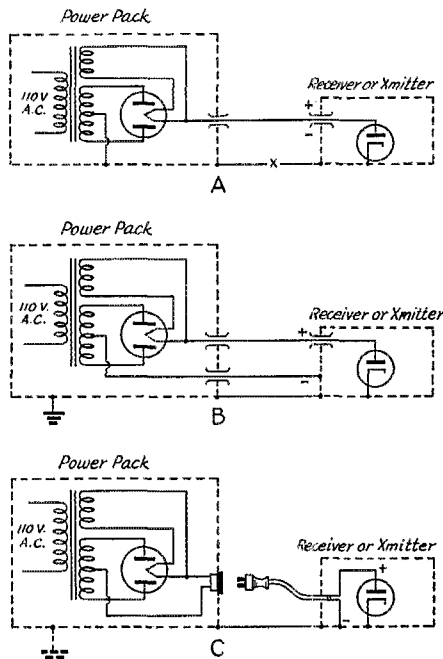 Power Pack
110 V.
A.C.
Receiver or Xmitter
+
-
X
A
Power Pack
110 V.
A.C.
Receiver or Xmitter
+
-
B
Power Pack
110 V.
A.C.
Receiver or Xmitter
+
-
C